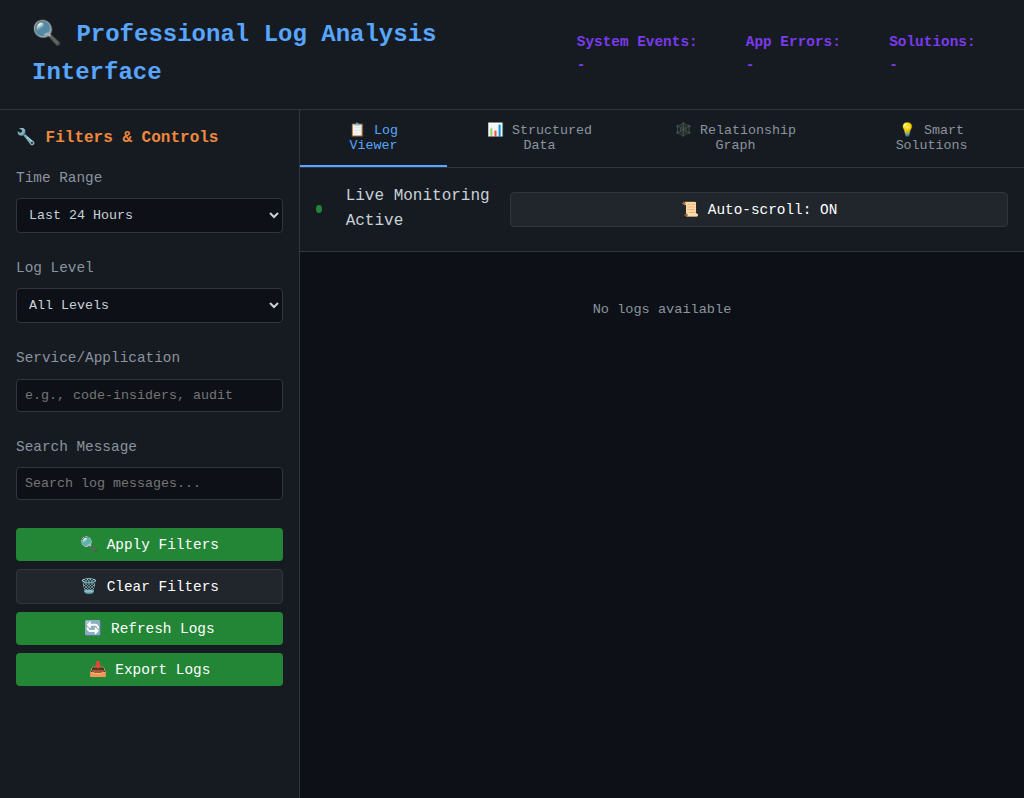 🔍 Professional Log Analysis
Interface
System Events:
-
App Errors:
-
Solutions:
-
🔧 Filters & Controls
Time Range
Last 24 Hours
Log Level
All Levels
Service/Application
e.g., code-insiders, audit
Search Message
Search log messages...
🔍 Apply Filters
🗑️ Clear Filters
🔄 Refresh Logs
📥 Export Logs
📋 Log
Viewer
📊 Structured
Data
🕸️ Relationship
Graph
💡 Smart
Solutions
Live Monitoring
Active
📜 Auto-scroll: ON
No logs available